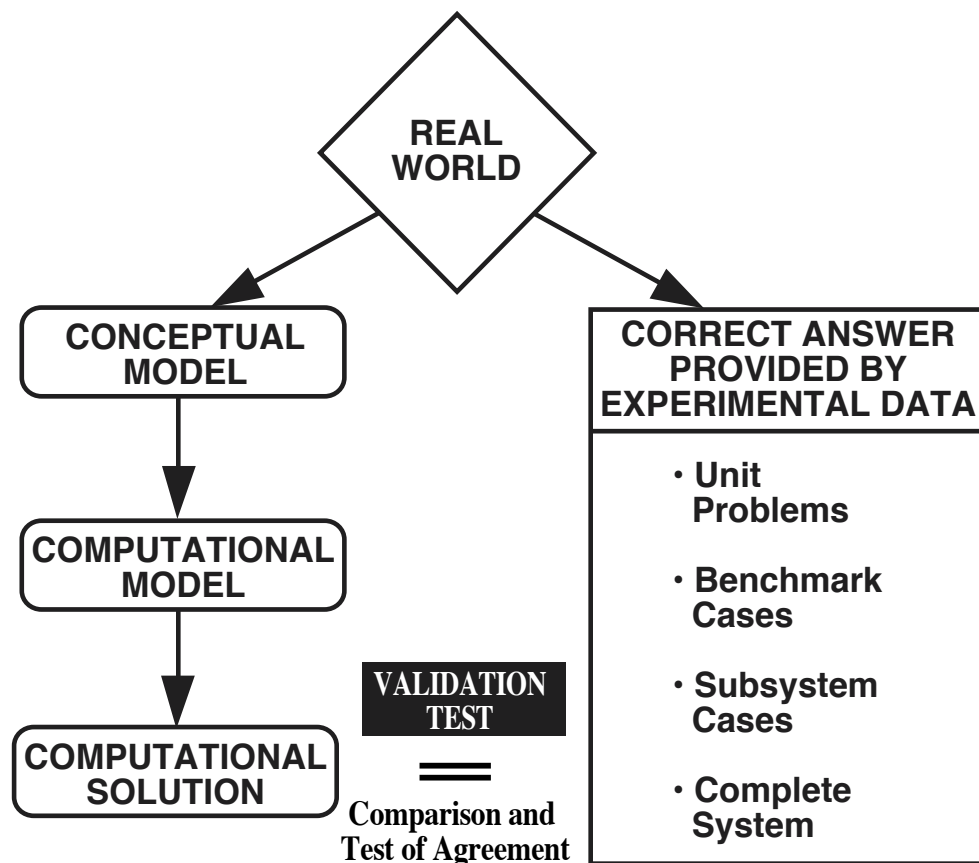 REAL
WORLD
CONCEPTUAL
MODEL
COMPUTATIONAL
MODEL
COMPUTATIONAL
SOLUTION
VALIDATION
TEST
Comparison and
Test of Agreement
CORRECT ANSWER
PROVIDED BY
EXPERIMENTAL DATA
· Unit
Problems
· Benchmark
Cases
· Subsystem
Cases
· Complete
System